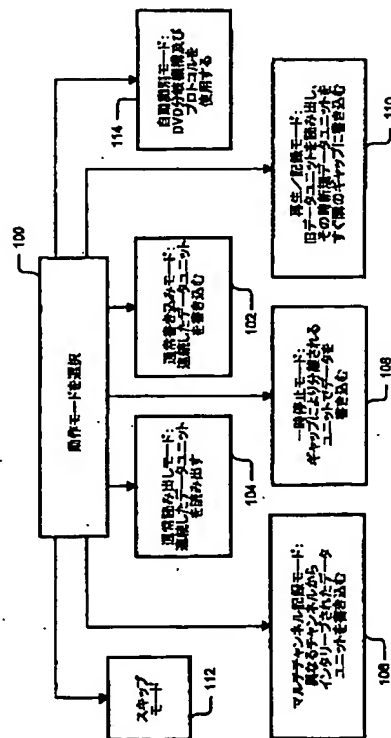 100
動作モードを選択
スキップ
モード
112
通常読み出しモード：
連続したデータユニット
を読み出す
104
通常書き込みモード：
連続したデータユニット
を書き込む
102
自動識別モード：
DVD分岐機構及び
プロトコルを
使用する
114
マルチチャンネル記録モード：
異なるチャンネルから
インタリーブされたデータ
ユニットを書き込む
106
一時停止モード：
ギャップにより分離される
ユニットでデータを
書き込む
108
再生／記録モード：
旧データユニットを読み出し、
その時新規データユニットを
すぐ隣のギャップに書き込む
110